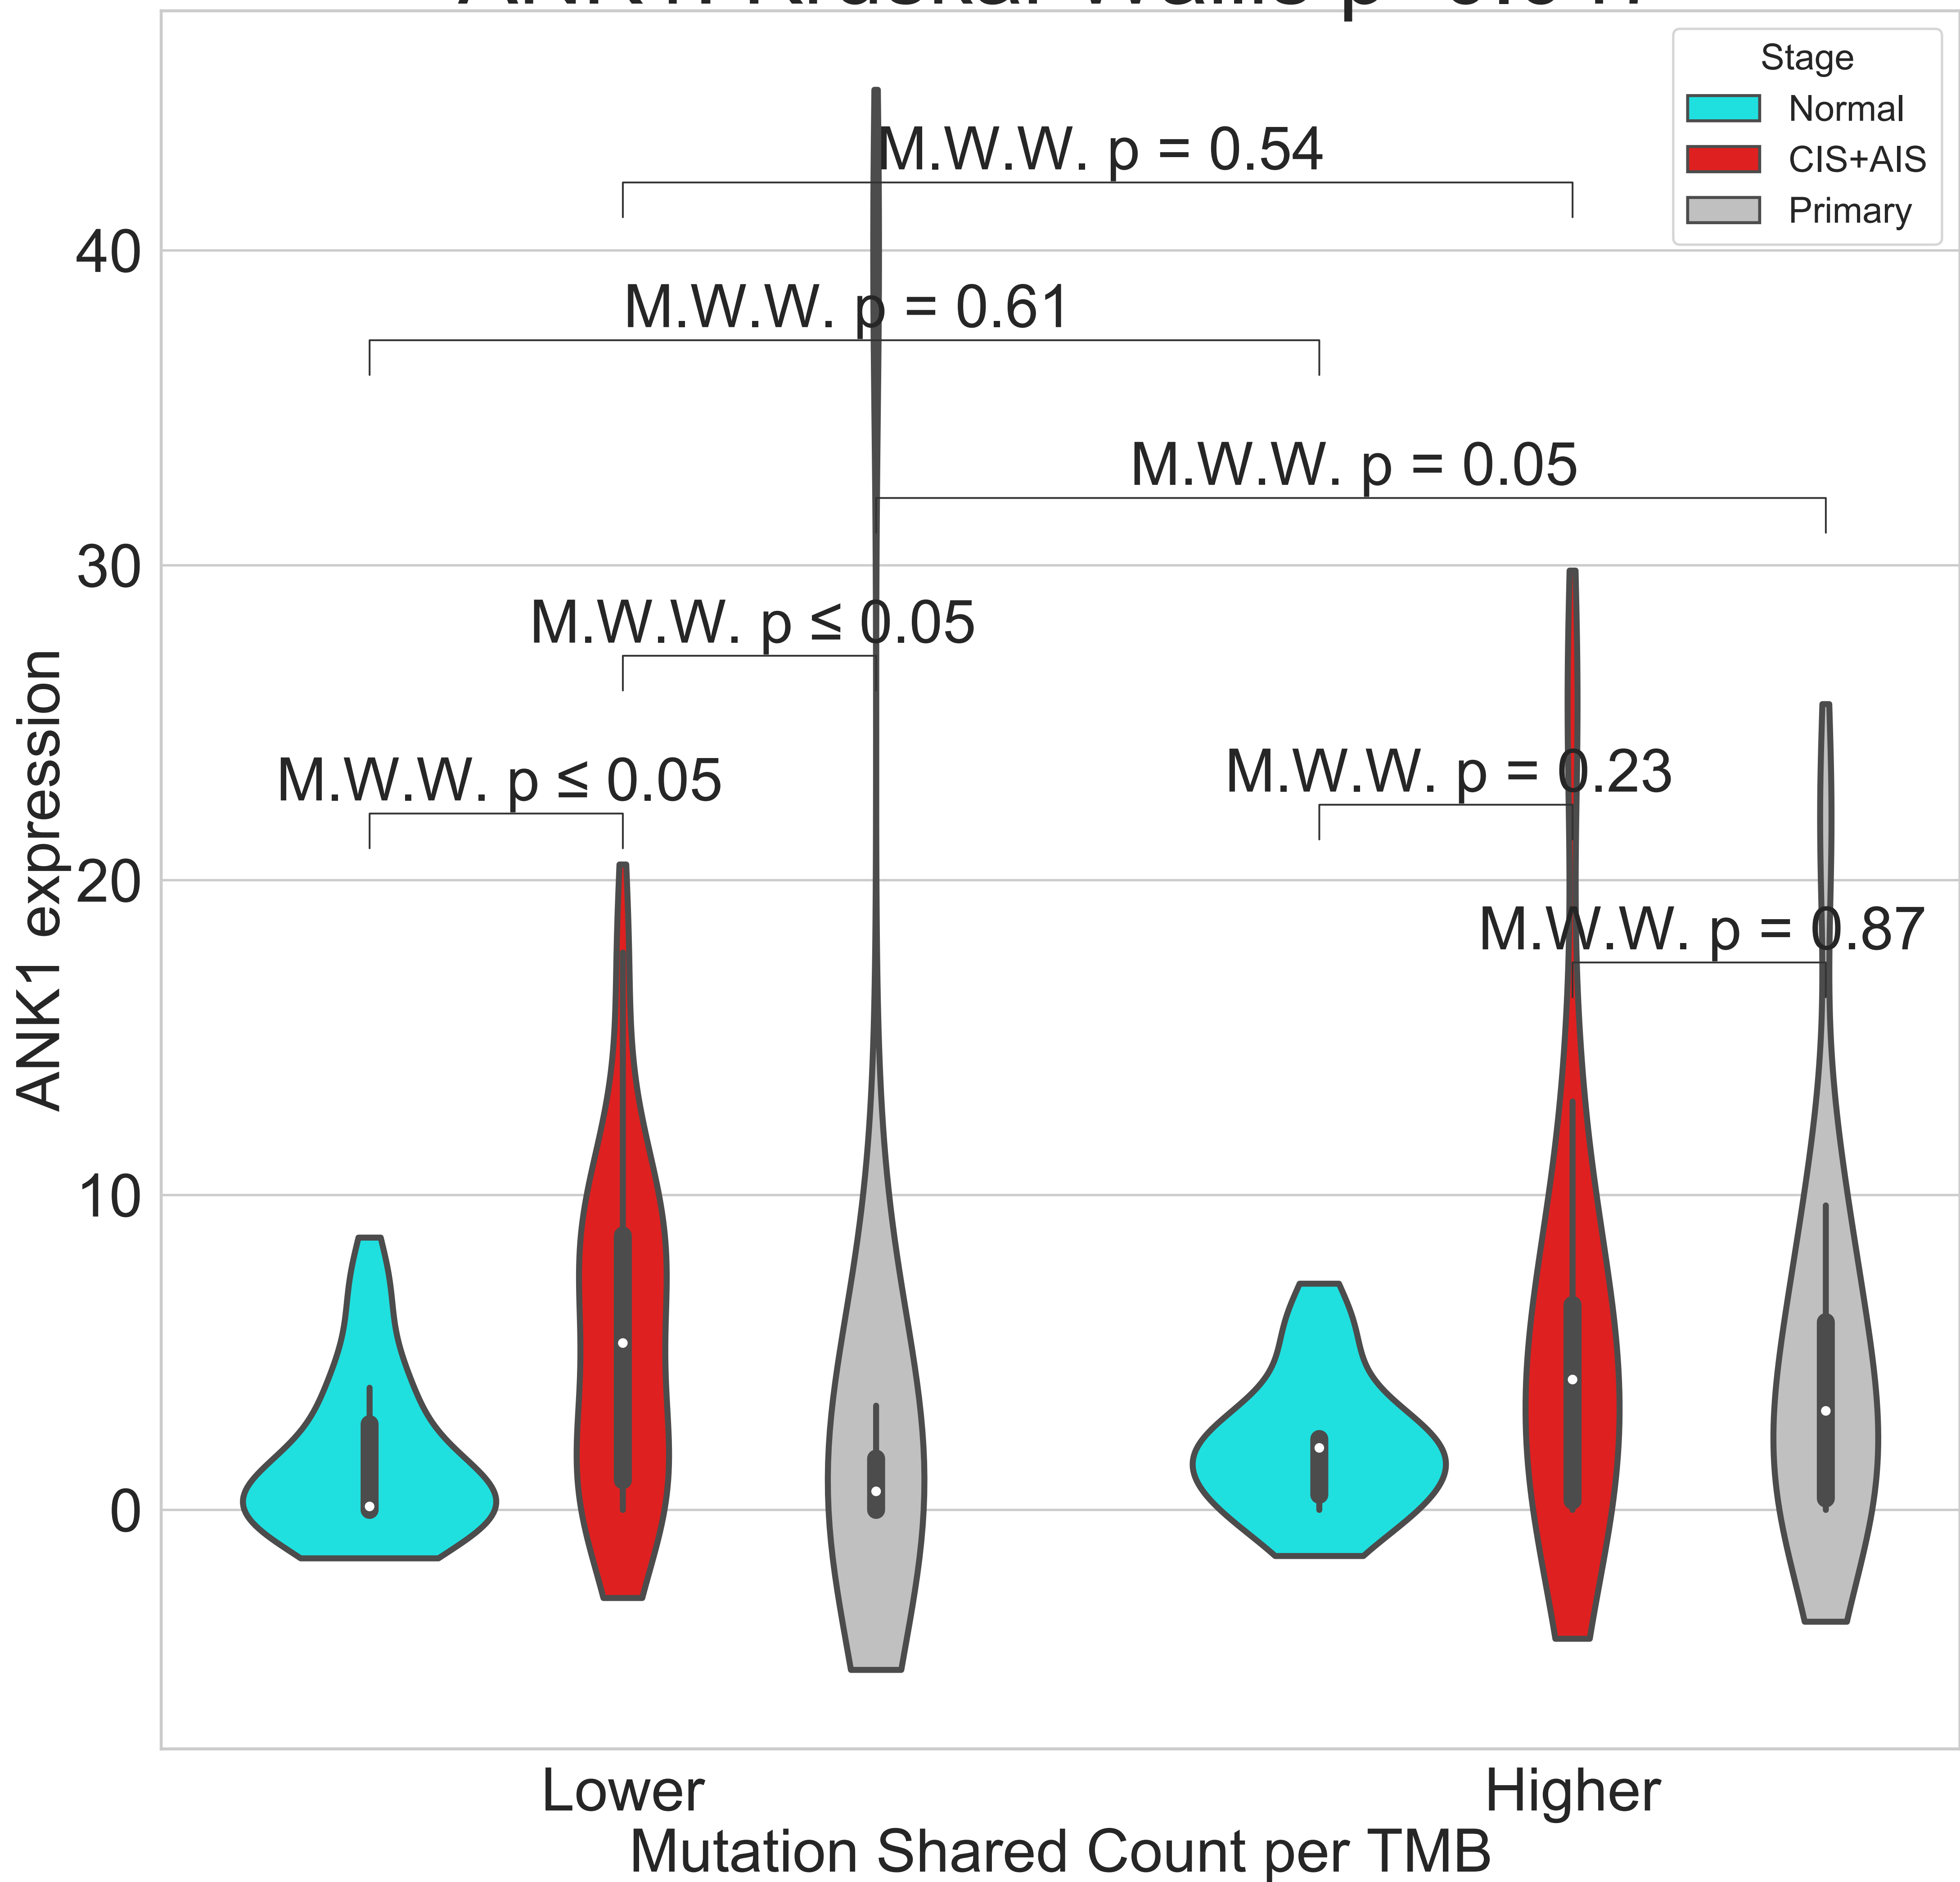 Stage
Normal
CIS+AIS
Primary
M.W.W. p = 0.54
40
M.W.W. p = 0.61
M.W.W. p = 0.05
30
M.W.W. p ≤ 0.05
M.W.W. p ≤ 0.05
M.W.W. p = 0.23
20
M.W.W. p = 0.87
ANK1 expression
10
0
Lower
Higher
Mutation Shared Count per TMB